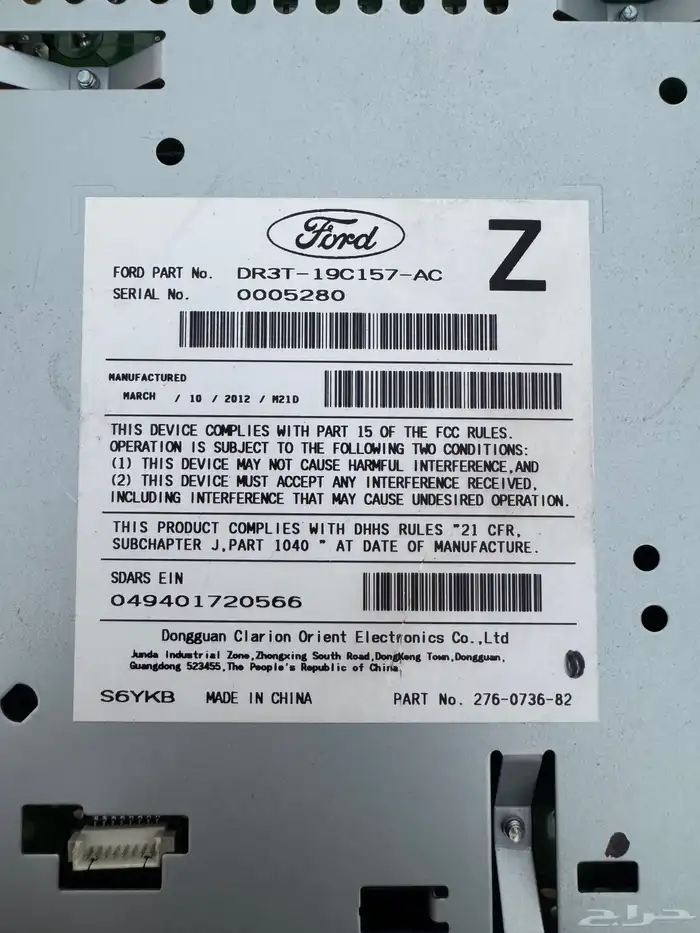 Ford
Z
FORD PART No. DR3T-19C157-AC
SERIAL No. 0005280
MANUFACTURED
MARCH / 10 / 2012 / M21D
THIS DEVICE COMPLIES WITH PART 15 OF THE FCC RULES.
OPERATION IS SUBJECT TO THE FOLLOWING TWO CONDITIONS:
(1) THIS DEVICE MAY NOT CAUSE HARMFUL INTERFERENCE,AND
(2) THIS DEVICE MUST ACCEPT ANY INTERFERENCE RECEIVED,
INCLUDING INTERFERENCE THAT MAY CAUSE UNDESIRED OPERATION.
THIS PRODUCT COMPLIES WITH DHHS RULES "21 CFR,
SUBCHAPTER J,PART 1040 " AT DATE OF MANUFACTURE.
SDARS EIN
049401720566
Dongguan Clarion Orient Electronics Co.,Ltd
Junda Industrial Zone,Zhongxing South Road,DongKeng Town,Dongguan,
Guangdong 523455,The People's Republic of China
S6YKB MADE IN CHINA PART No. 276-0736-82
حراج